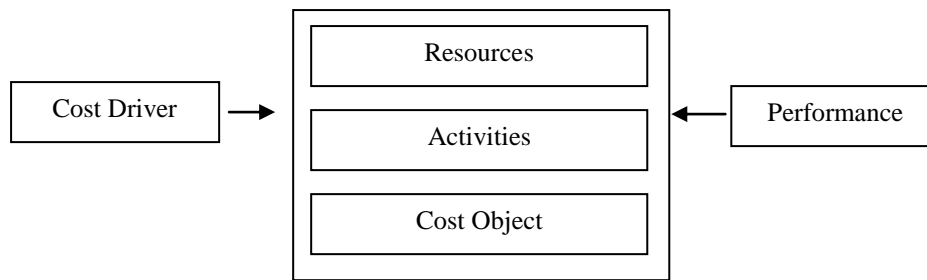 Resources
Cost Driver
Activities
Performance
Cost Object